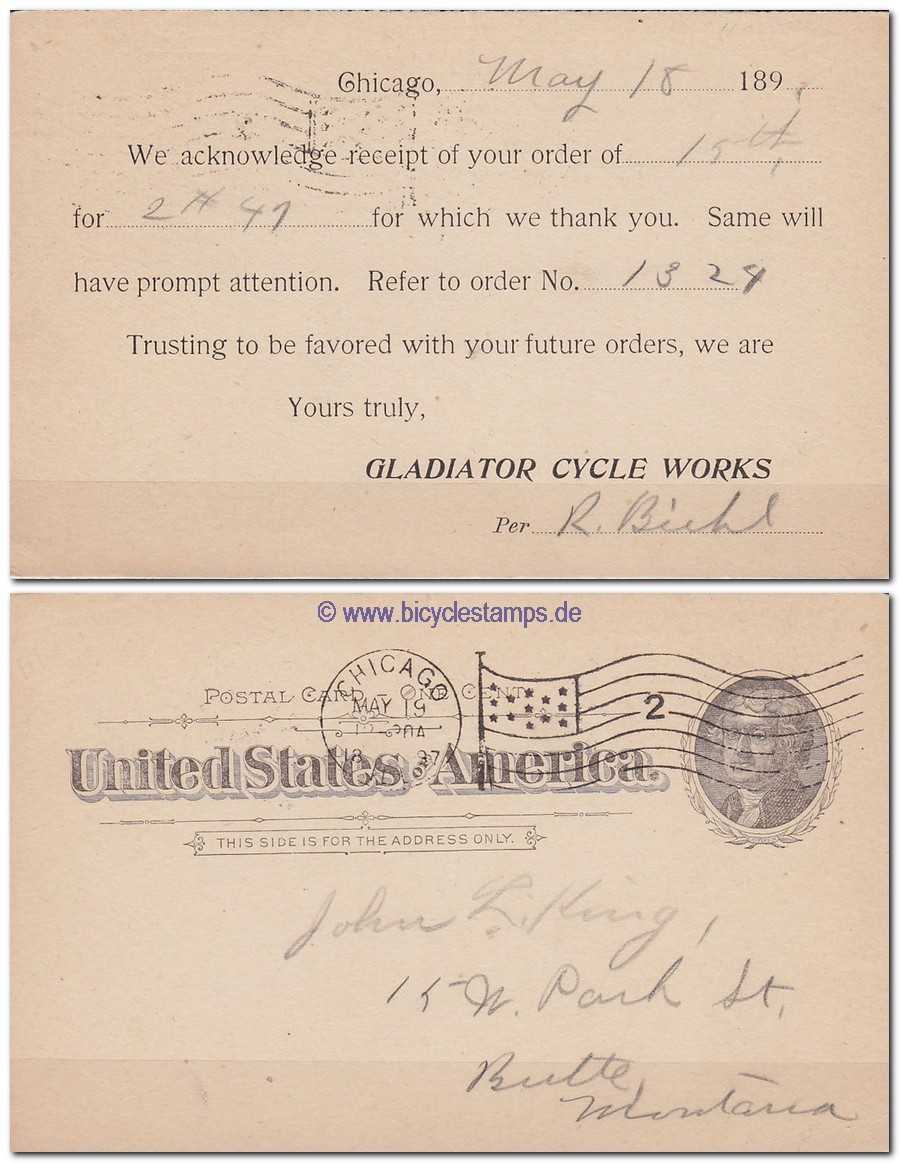 Chicago, May 18 189
We acknowledge receipt of your order of 15th,
for 2 H 47 for which we thank you. Same will
have prompt attention. Refer to order No. 1324
Trusting to be favored with your future orders, we are
Yours truly,
GLADIATOR CYCLE WORKS
Per R. Biehl
© www.bicyclestamps.de
POSTAL CARD – ONE CENT
CHICAGO
MAY 19
2
United States America.
THIS SIDE IS FOR THE ADDRESS ONLY.
John L. King,
15 W. Park St,
Butte,
Montana